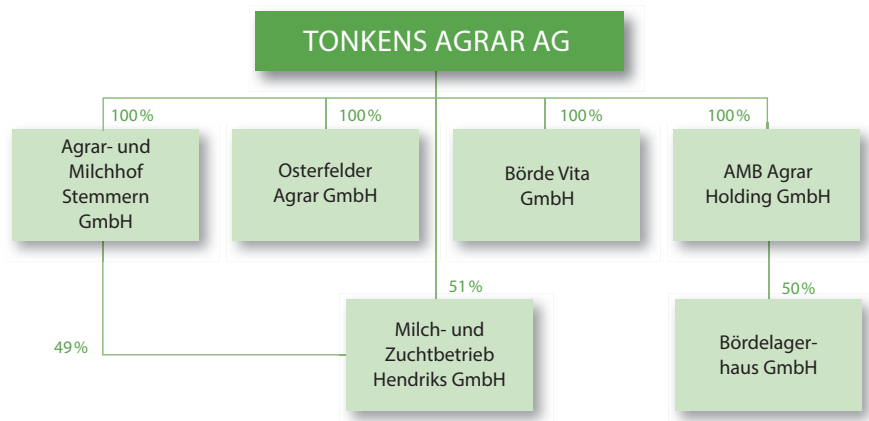 TONKENS AGRAR AG
100%
100%
100%
100%
Agrar- und
Milchhof
Stemmern
GmbH
Osterfelder
Agrar GmbH
Börde Vita
GmbH
AMB Agrar
Holding GmbH
51%
50%
49%
Milch- und
Zuchtbetrieb
Hendriks GmbH
Bördelager-
haus GmbH